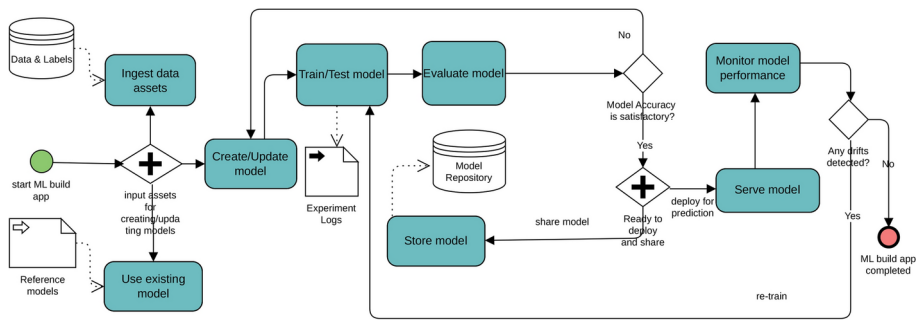 No
Data & Labels
Ingest data
assets
Train/Test model
Evaluate model
Monitor model
performance
Model Accuracy
is satisfactory?
Any drifts
detected?
Yes
No
start ML build
app
Create/Update
model
Model
Repository
Experiment
Logs
input assets
for
creating/upda
ting models
Serve model
deploy for
prediction
Ready to
deploy
and share
share model
Store model
Yes
Reference
models
Use existing
model
ML build app
completed
re-train